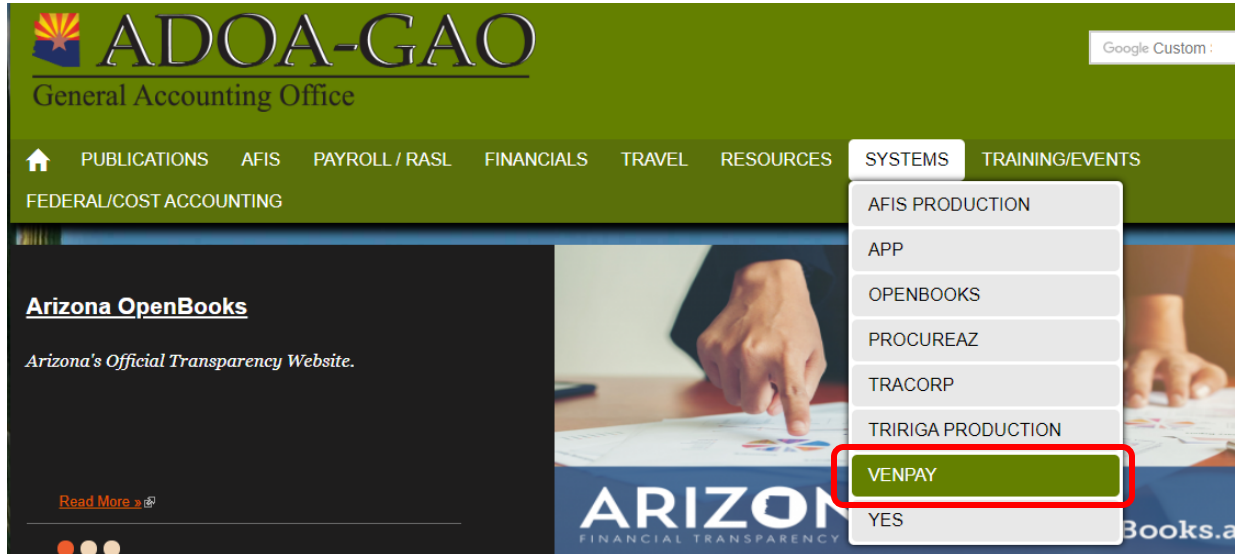 ADOA-GAO
General Accounting Office
Google Custom
PUBLICATIONS AFIS PAYROLL / RASL FINANCIALS TRAVEL RESOURCES SYSTEMS TRAINING/EVENTS
FEDERAL/COST ACCOUNTING
AFIS PRODUCTION
APP
OPENBOOKS
PROCUREAZ
TRACORP
TRIRIGA PRODUCTION
VENPAY
YES
Arizona OpenBooks
Arizona's Official Transparency Website.
Read More »
ARIZON
FINANCIAL TRANSPARENCY
Books.a